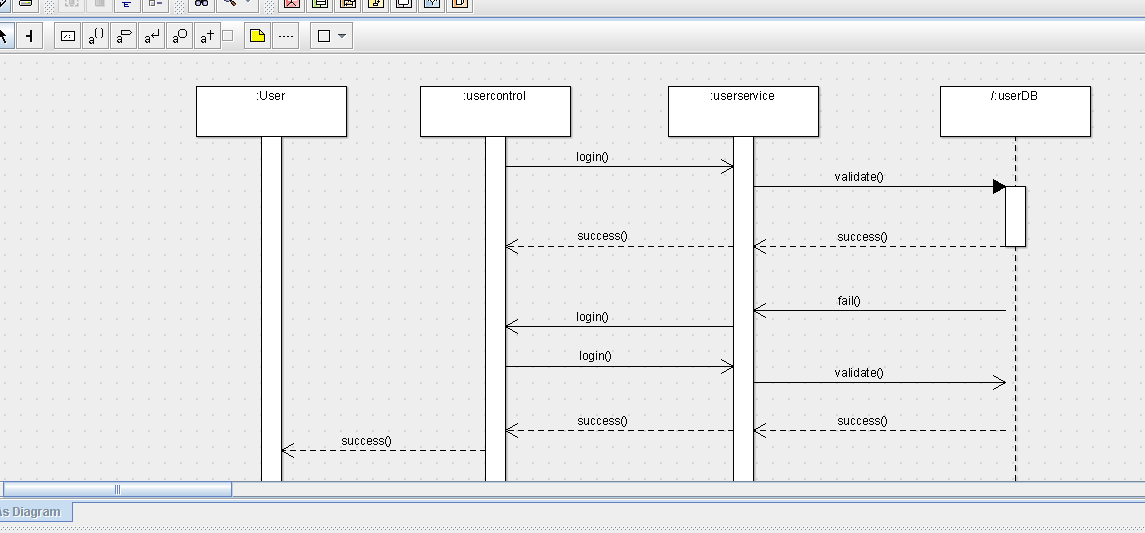 :User
:usercontrol
:userservice
/:userDB
login()
validate()
success()
success()
fail()
login()
login()
validate()
success()
success()
success()
As Diagram